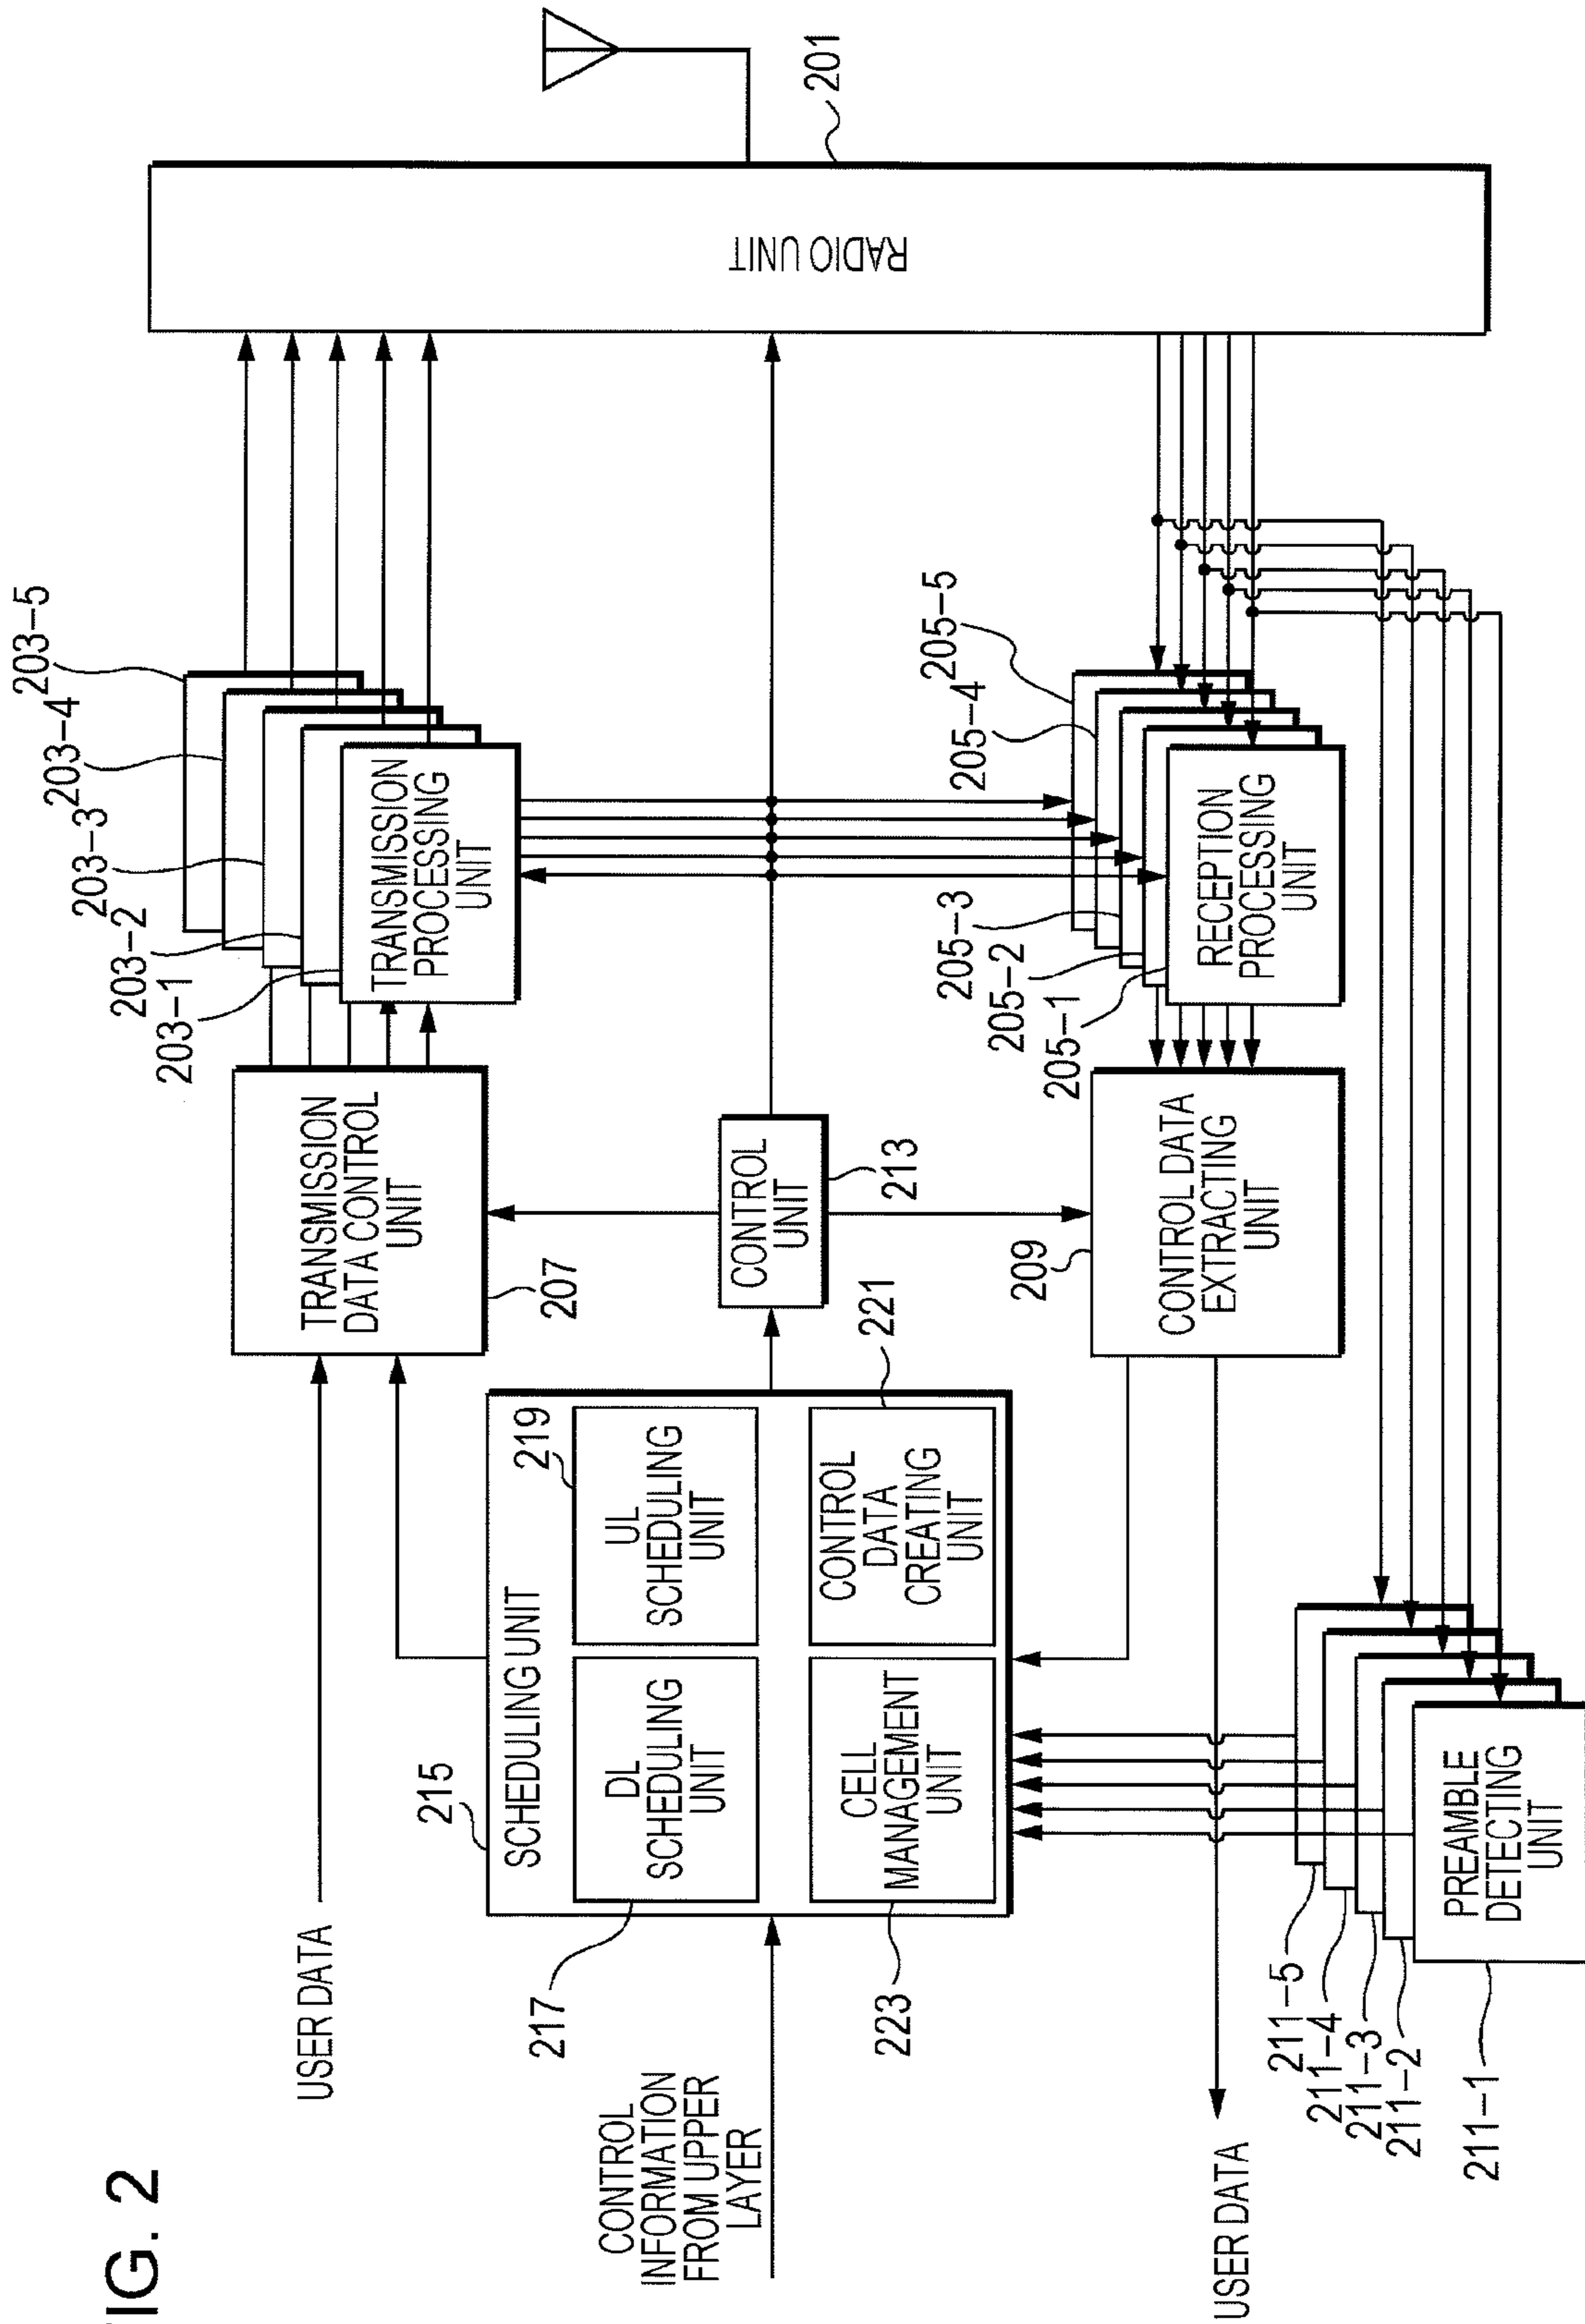 IG. 2
USER DATA
CONTROL
INFORMATION
FROM UPPER
LAYER
USER DATA
215
SCHEDULING UNIT
217
DL
SCHEDULING
UNIT
219
UL
SCHEDULING
UNIT
223
CELL
MANAGEMENT
UNIT
221
CONTROL
DATA
CREATING
UNIT
211-5
211-4
211-3
211-2
211-1
PREAMBLE
DETECTING
UNIT
TRANSMISSION
DATA CONTROL
UNIT
207
CONTROL
UNIT
213
209
CONTROL DATA
EXTRACTING
UNIT
203-1
203-2
203-3
203-4
203-5
TRANSMISSION
PROCESSING
UNIT
205-1
205-2
205-3
205-4
205-5
RECEPTION
PROCESSING
UNIT
RADIO UNIT
201